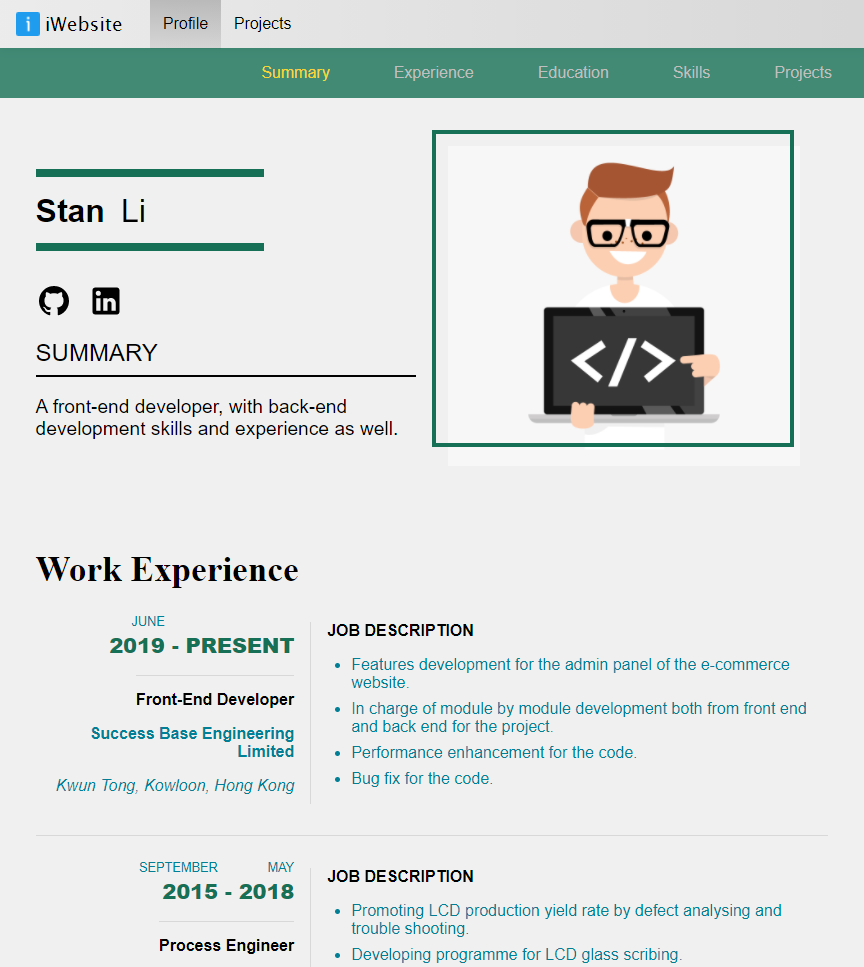 i iWebsite Profile Projects
Summary Experience Education Skills Projects
Stan Li
in
SUMMARY
A front-end developer, with back-end
development skills and experience as well.
</>
Work Experience
JUNE
2019 - PRESENT
Front-End Developer
Success Base Engineering
Limited
Kwun Tong, Kowloon, Hong Kong
JOB DESCRIPTION
• Features development for the admin panel of the e-commerce
website.
• In charge of module by module development both from front end
and back end for the project.
• Performance enhancement for the code.
• Bug fix for the code.
SEPTEMBER MAY
2015 - 2018
Process Engineer
JOB DESCRIPTION
• Promoting LCD production yield rate by defect analysing and
trouble shooting.
• Developing programme for LCD glass scribing.